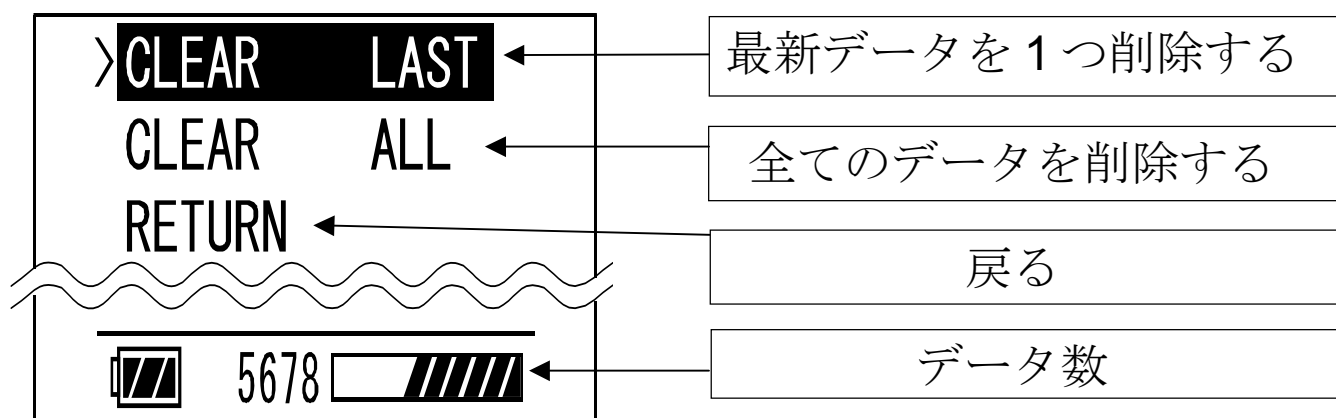 >CLEAR LAST
最新データを1つ削除する
CLEAR ALL
全てのデータを削除する
RETURN
戻る
5678
データ数